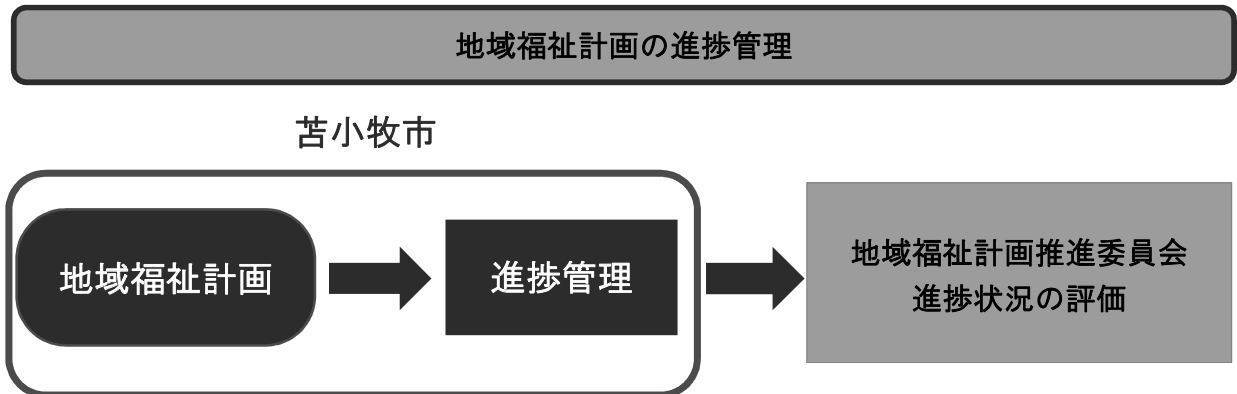 地域福祉計画の進捗管理
苫小牧市
地域福祉計画
進捗管理
地域福祉計画推進委員会
進捗状況の評価